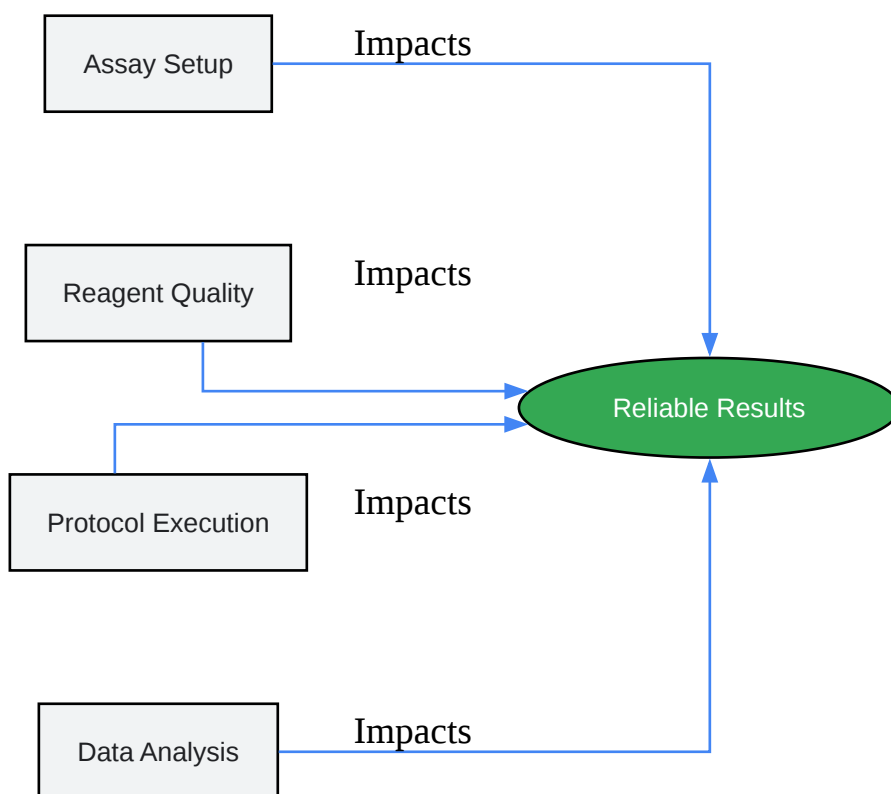 Assay Setup
Impacts
Reagent Quality
Impacts
Reliable Results
Protocol Execution
Impacts
Data Analysis
Impacts